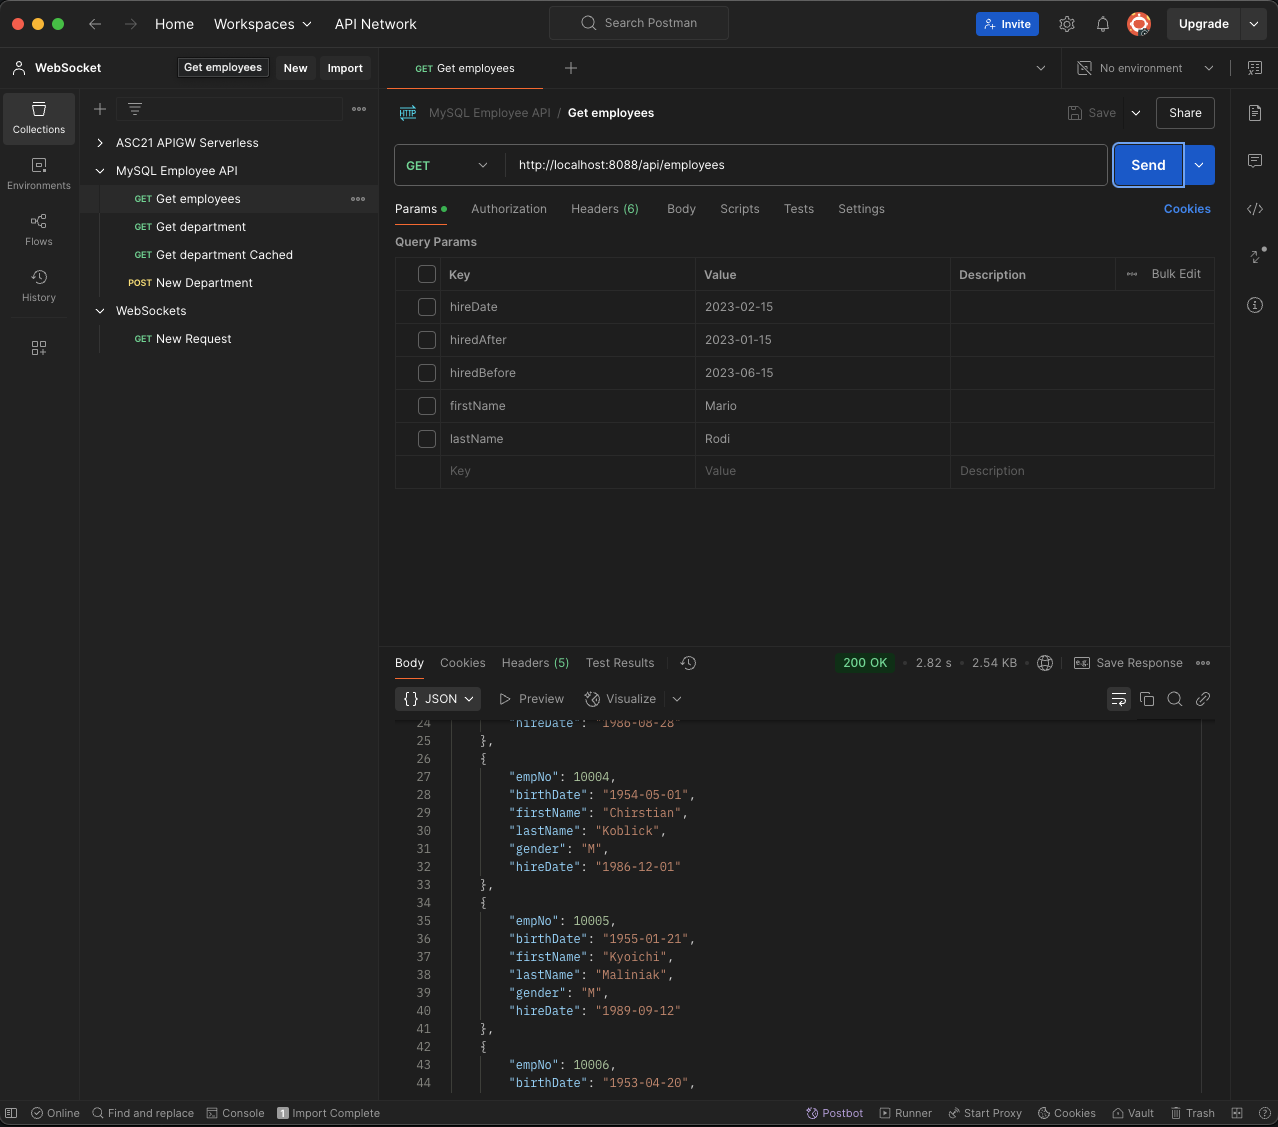 Home Workspaces API Network Search Postman Invite Upgrade
WebSocket Get employees New Import GET Get employees No environment
Collections
Environments
Flows
History
ASC21 APIGW Serverless
MySQL Employee API
GET Get employees
GET Get department
GET Get department Cached
POST New Department
WebSockets
GET New Request
HTTP MySQL Employee API / Get employees Save Share
GET http://localhost:8088/api/employees Send
Params Authorization Headers (6) Body Scripts Tests Settings Cookies
Query Params
Key Value Description Bulk Edit
hireDate 2023-02-15
hiredAfter 2023-01-15
hiredBefore 2023-06-15
firstName Mario
lastName Rodi
Key Value Description
Body Cookies Headers (5) Test Results 200 OK • 2.82 s • 2.54 KB • e.g. Save Response
{} JSON Preview Visualize
24 "hireDate": "1986-08-28"
25 },
26 {
27 "empNo": 10004,
28 "birthDate": "1954-05-01",
29 "firstName": "Chirstian",
30 "lastName": "Koblick",
31 "gender": "M",
32 "hireDate": "1986-12-01"
33 },
34 {
35 "empNo": 10005,
36 "birthDate": "1955-01-21",
37 "firstName": "Kyoichi",
38 "lastName": "Maliniak",
39 "gender": "M",
40 "hireDate": "1989-09-12"
41 },
42 {
43 "empNo": 10006,
44 "birthDate": "1953-04-20",
Online Find and replace Console 1 Import Complete Postbot Runner Start Proxy Cookies Vault Trash